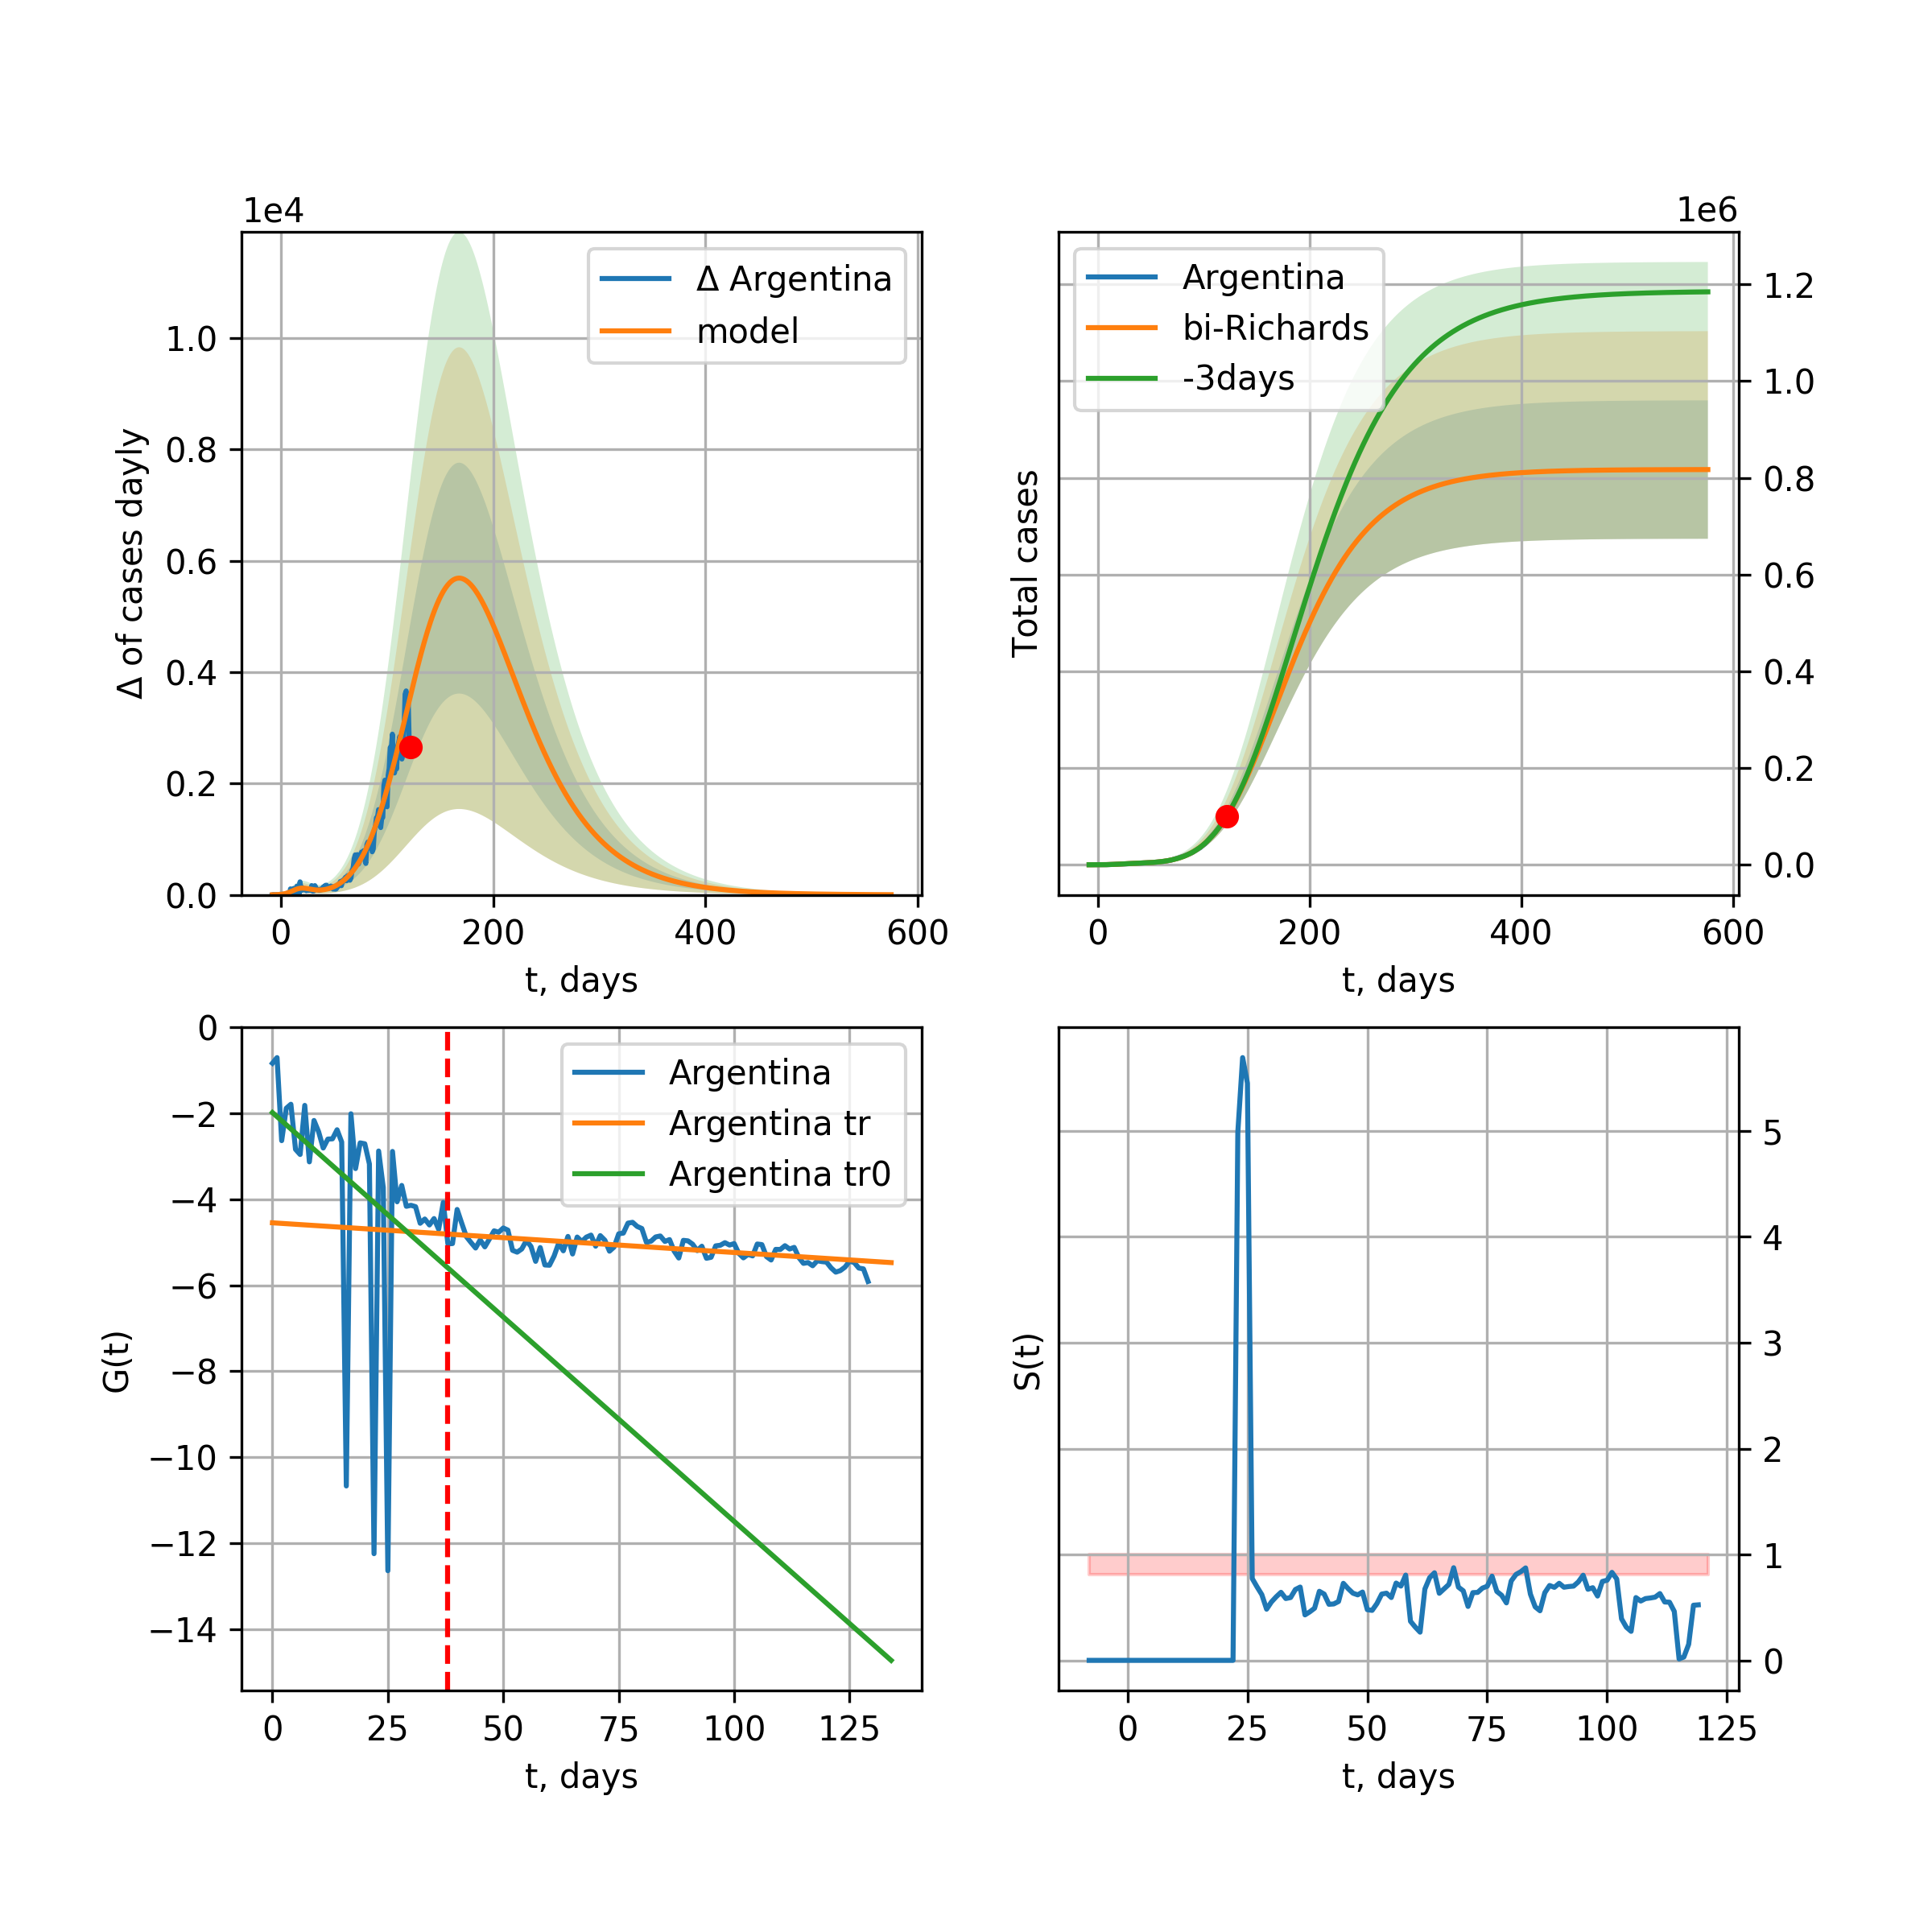 1e4
Δ Argentina
model
1.0
0.8
0.6
0.4
0.2
0.0
Δ of cases dayly
0 200 400 600
t, days
1e6
Argentina
bi-Richards
-3days
1.2
1.0
0.8
0.6
0.4
0.2
0.0
Total cases
0 200 400 600
t, days
Argentina
Argentina tr
Argentina tr0
0
−2
−4
−6
−8
−10
−12
−14
G(t)
0 25 50 75 100 125
t, days
5
4
3
2
1
0
S(t)
0 25 50 75 100 125
t, days